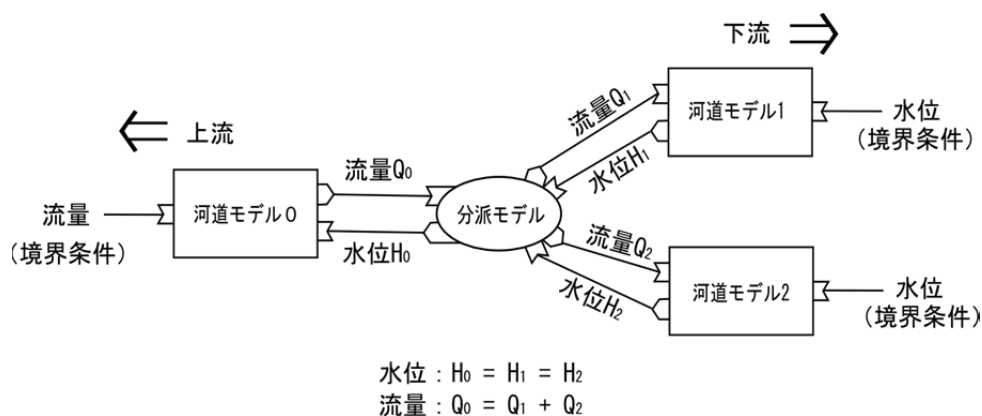 下流
流量Q₁
河道モデル1
水位
(境界条件)
上流
水位H₁
流量Q₀
流量
(境界条件)
河道モデル０
分派モデル
水位H₀
流量Q₂
水位H₂
河道モデル2
水位
(境界条件)
水位：H₀ = H₁ = H₂
流量：Q₀ = Q₁ + Q₂